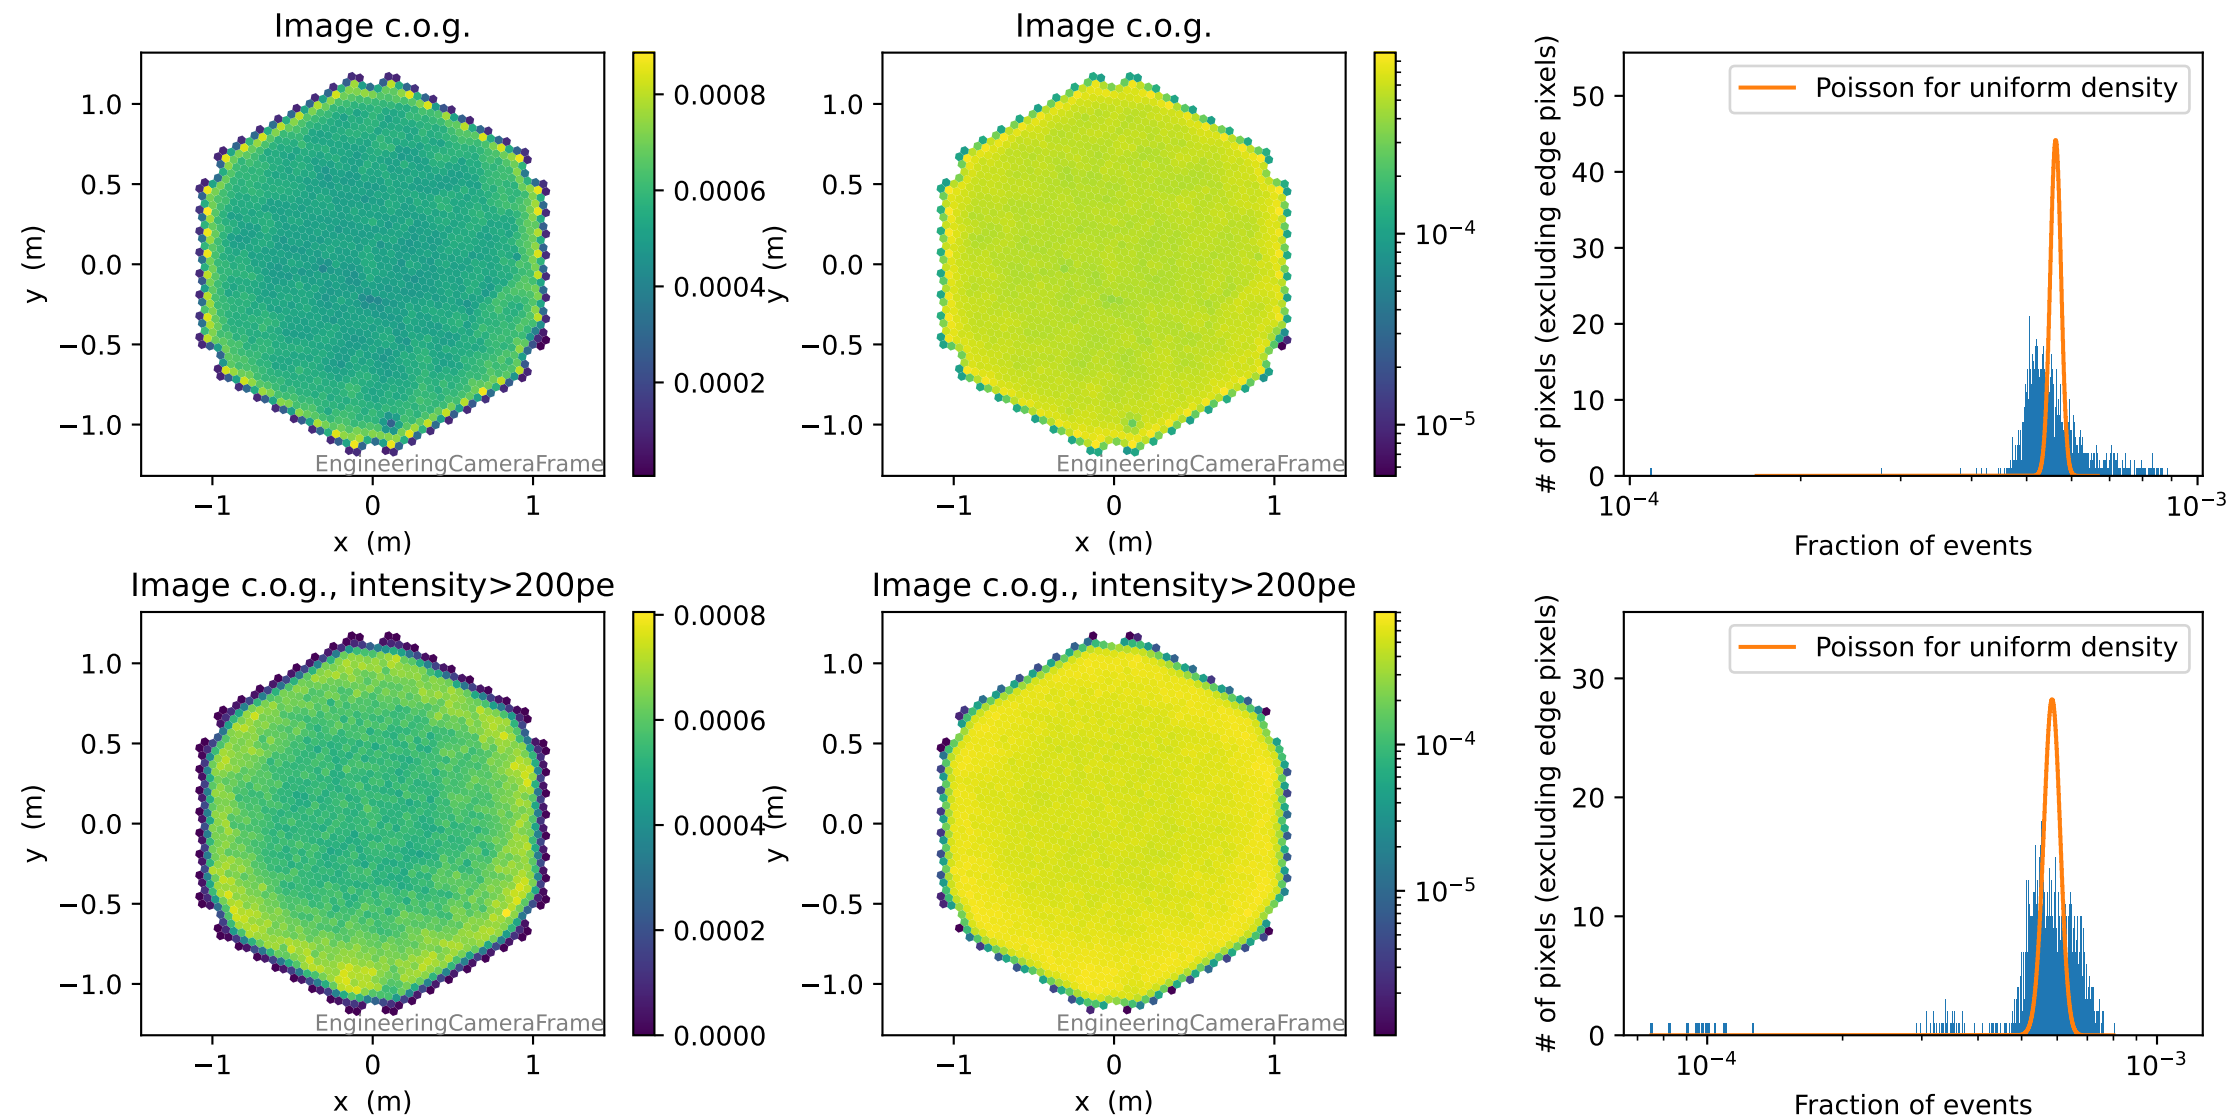 Image c.o.g.
1.0
0.5
0.0
−0.5
−1.0
y (m)
−1
0
1
x (m)
EngineeringCameraFrame
0.0008
0.0006
0.0004
0.0002
Image c.o.g.
1.0
0.5
0.0
−0.5
−1.0
y (m)
−1
0
1
x (m)
EngineeringCameraFrame
10⁻⁴
10⁻⁵
# of pixels (excluding edge pixels)
50
40
30
20
10
0
Poisson for uniform density
10⁻⁴
10⁻³
Fraction of events
Image c.o.g., intensity>200pe
1.0
0.5
0.0
−0.5
−1.0
y (m)
−1
0
1
x (m)
EngineeringCameraFrame
0.0008
0.0006
0.0004
0.0002
0.0000
Image c.o.g., intensity>200pe
1.0
0.5
0.0
−0.5
−1.0
y (m)
−1
0
1
x (m)
EngineeringCameraFrame
10⁻⁴
10⁻⁵
# of pixels (excluding edge pixels)
30
20
10
0
Poisson for uniform density
10⁻⁴
10⁻³
Fraction of events